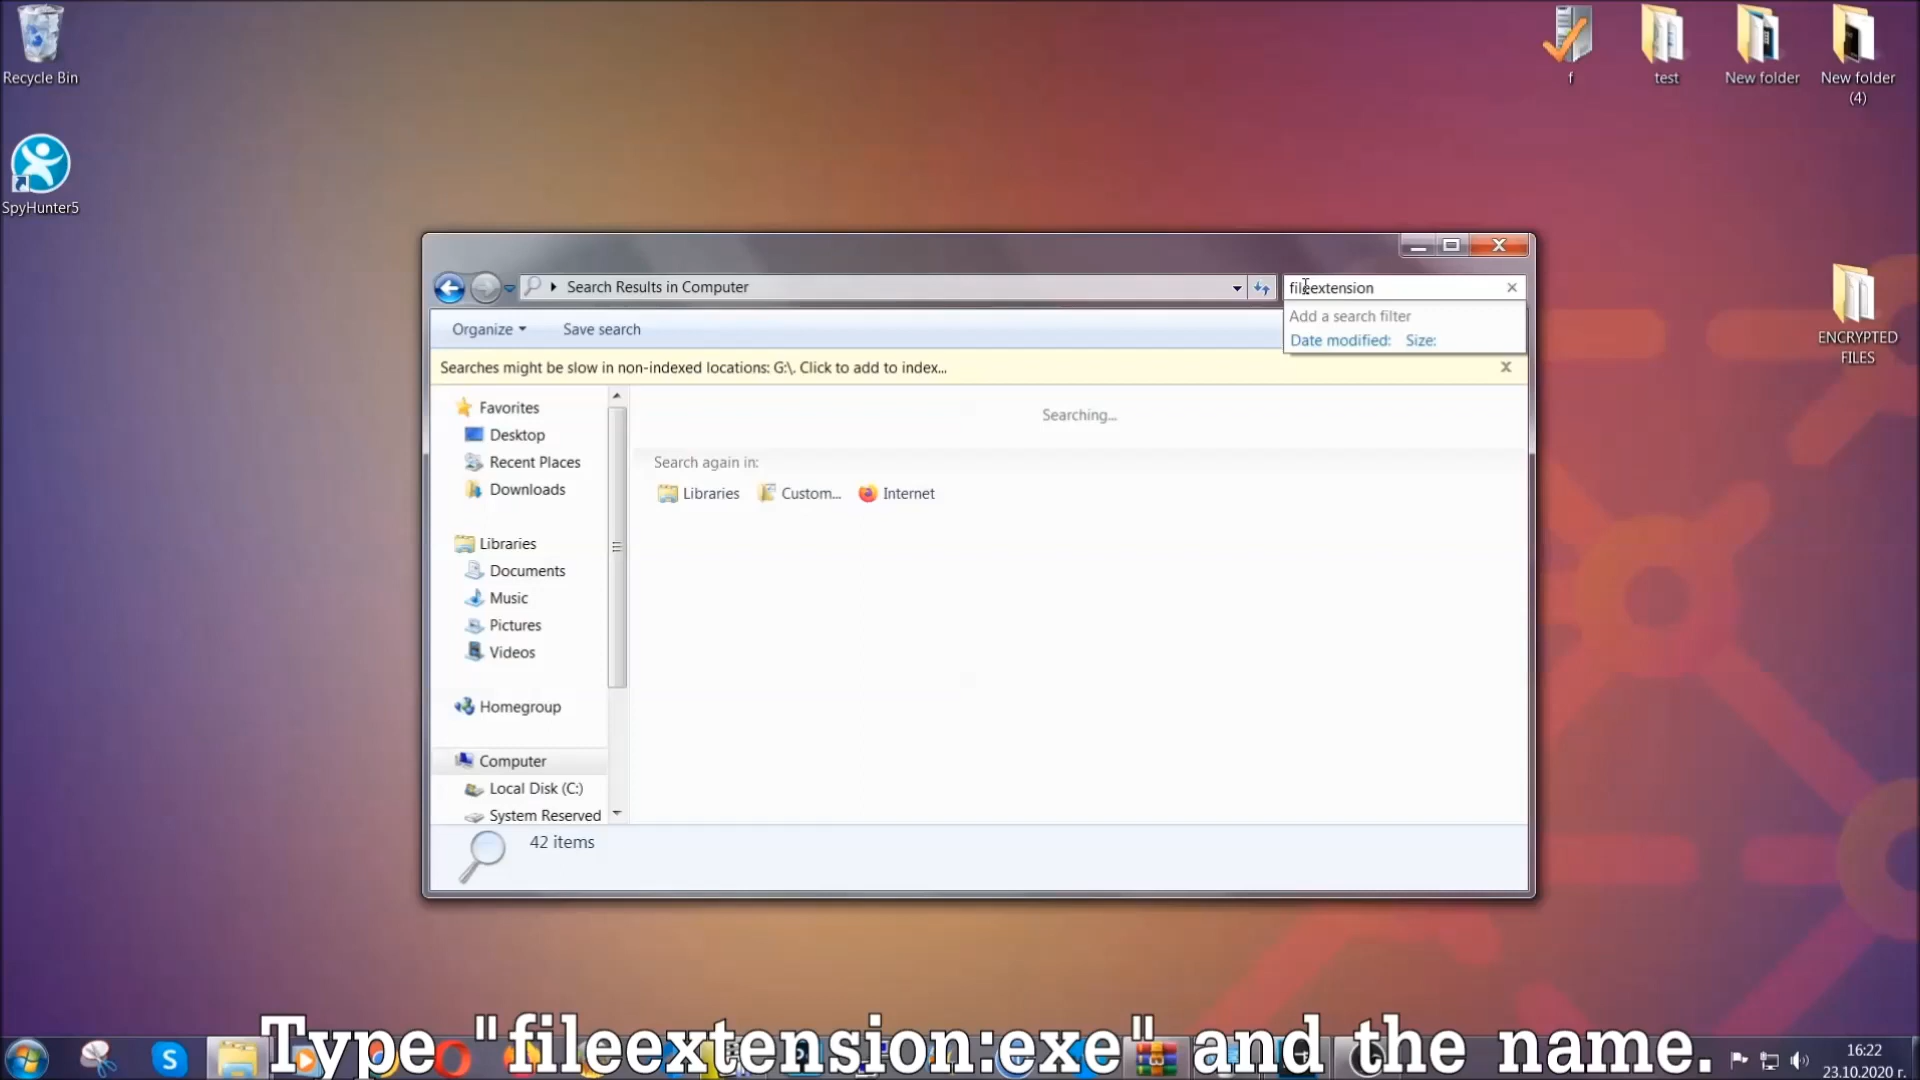 Recycle Bin
SpyHunter5
f
test
New folder
New folder
(4)
ENCRYPTED
FILES
Search Results in Computer
fileextension
Add a search filter
Date modified: Size:
Organize
Save search
Searches might be slow in non-indexed locations: G:\. Click to add to index...
Favorites
Desktop
Recent Places
Downloads
Libraries
Documents
Music
Pictures
Videos
Homegroup
Computer
Local Disk (C:)
System Reserved
Searching...
Search again in:
Libraries
Custom...
Internet
42 items
Type "fileextension:exe" and the name.
16:22
23.10.2020 г.